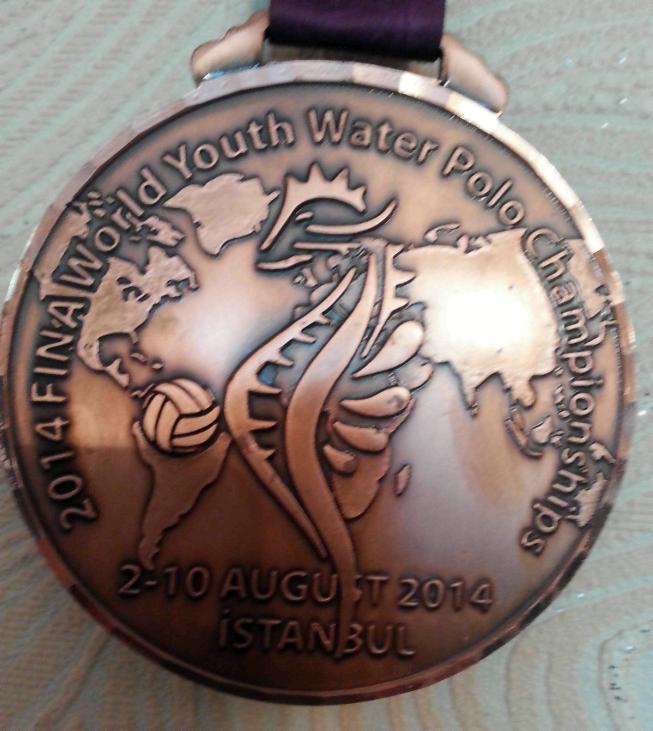 2014 FINA World Youth Water Polo Championships
2-10 AUGUST 2014
İSTANBUL